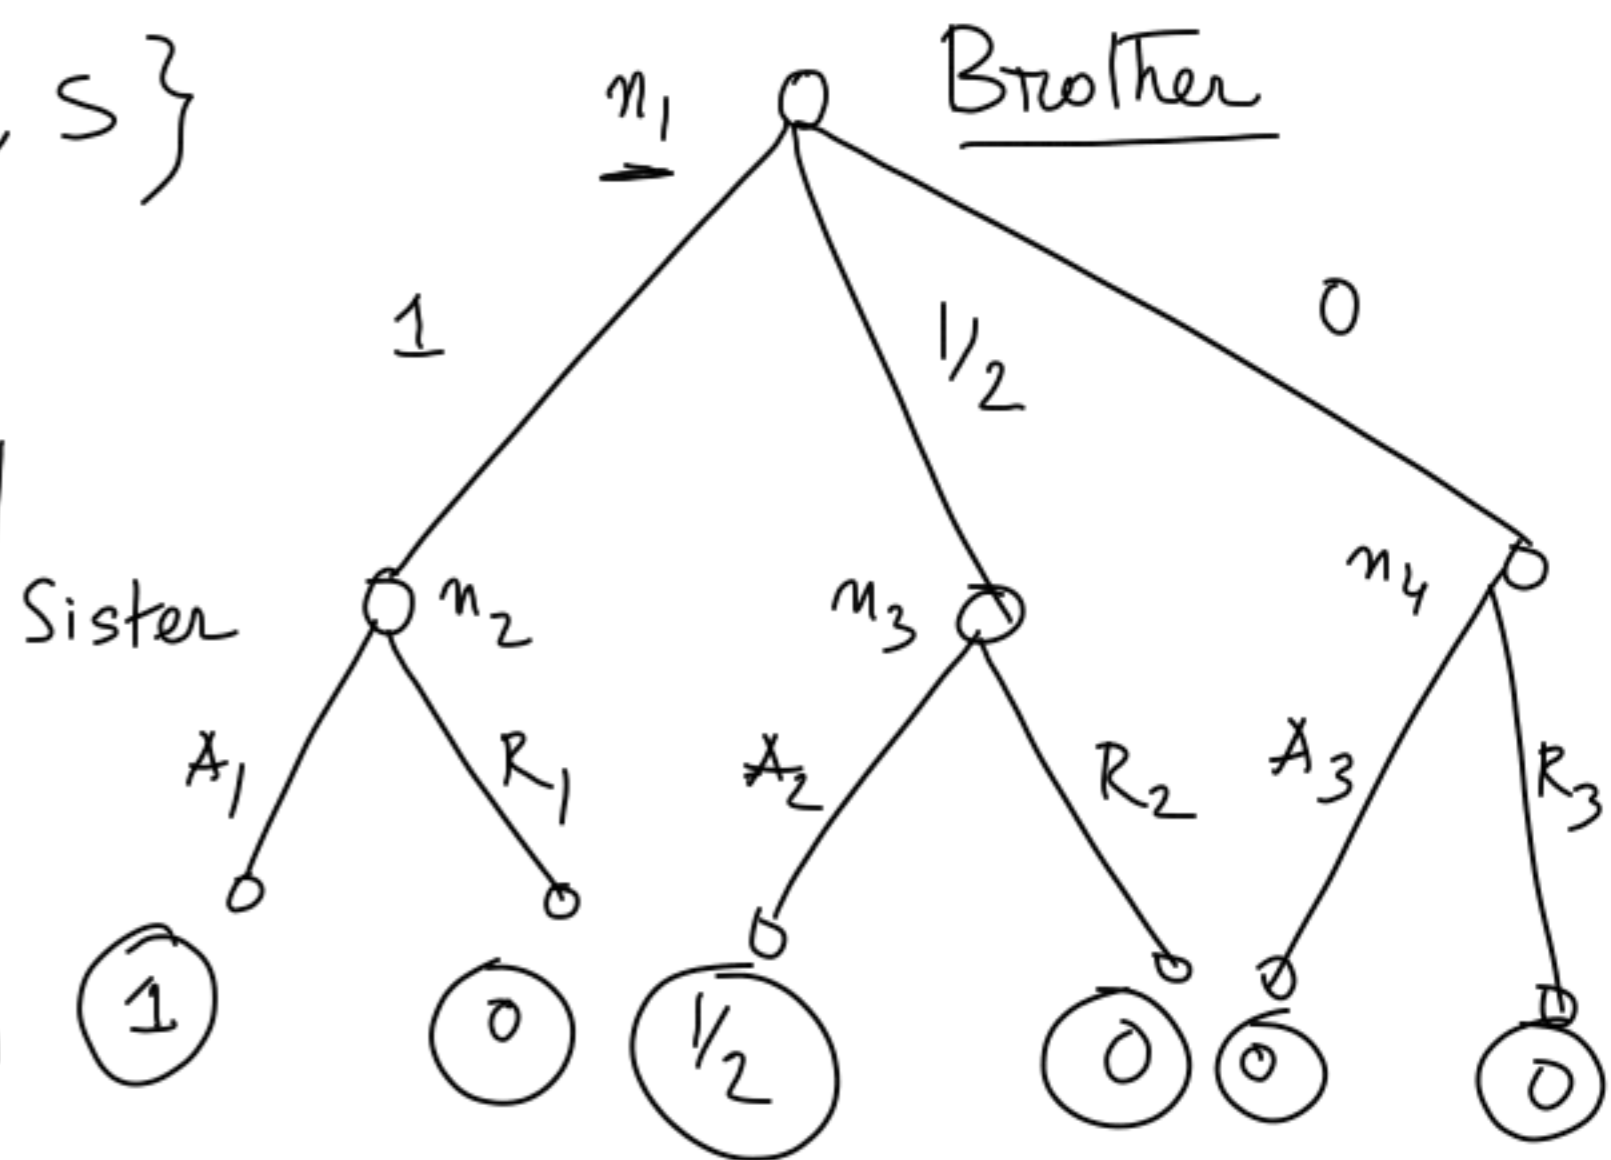 , S}
n₁ Brother
1 1/2 0
Sister n₂ n₃ n₄
A₁ R₁ A₂ R₂ A₃ R₃
1 0 1/2 0 0 0